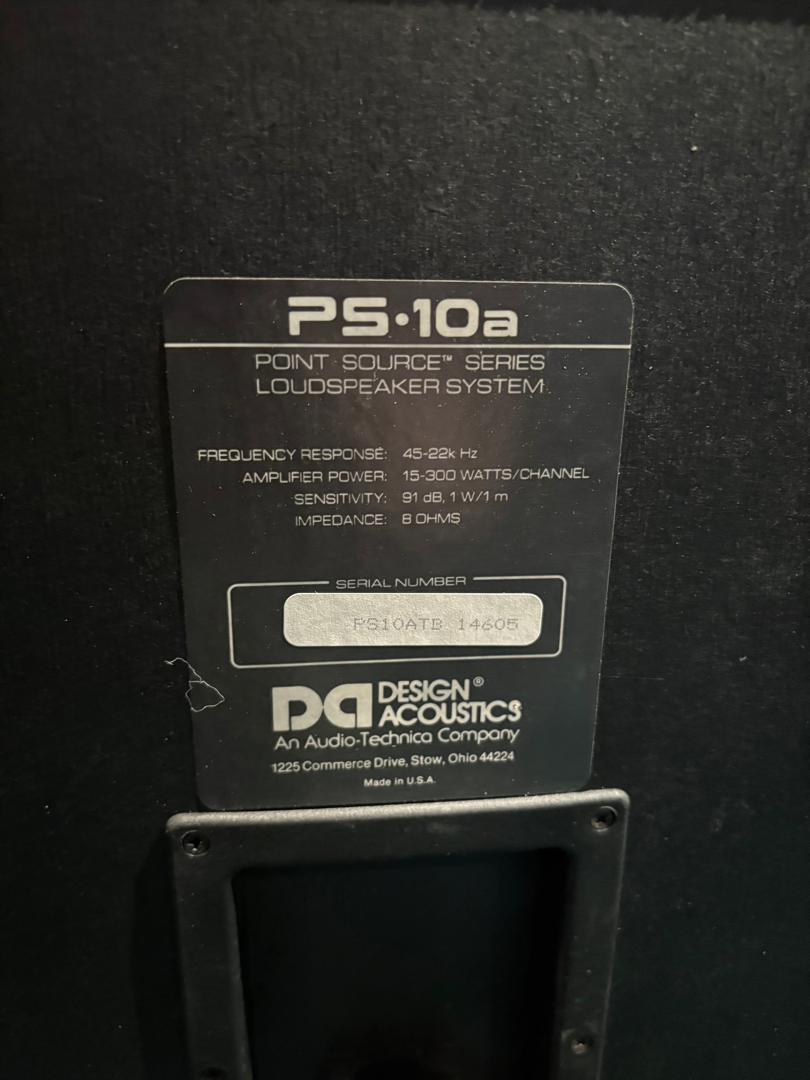 PS•10a
POINT SOURCE™ SERIES
LOUDSPEAKER SYSTEM
FREQUENCY RESPONSE: 45-22k Hz
AMPLIFIER POWER: 15-300 WATTS/CHANNEL
SENSITIVITY: 91 dB, 1 W/1 m
IMPEDANCE: 8 OHMS
SERIAL NUMBER
PS10ATB 14605
DA DESIGN®
ACOUSTICS
An Audio-Technica Company
1225 Commerce Drive, Stow, Ohio 44224
Made in U.S.A.